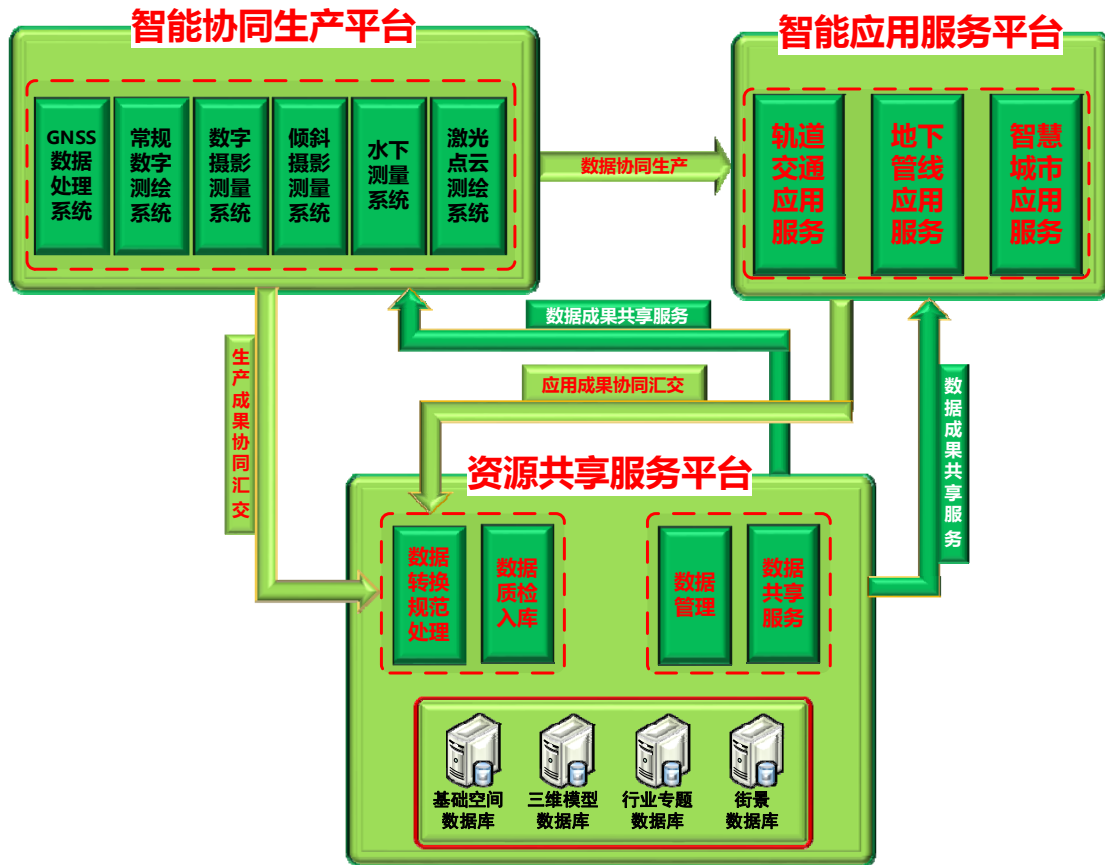 智能协同生产平台
智能应用服务平台
GNSS
数据
处理
系统
常规
数字
测绘
系统
数字
摄影
测量
系统
倾斜
摄影
测量
系统
水下
测量
系统
激光
点云
测绘
系统
数据协同生产
轨道
交通
应用
服务
地下
管线
应用
服务
智慧
城市
应用
服务
数据成果共享服务
生产成果协同汇交
应用成果协同汇交
数据成果共享服务
资源共享服务平台
数据
转换
规范
处理
数据
质检
入库
数据
管理
数据
共享
服务
基础空间
数据库
三维模型
数据库
行业专题
数据库
街景
数据库